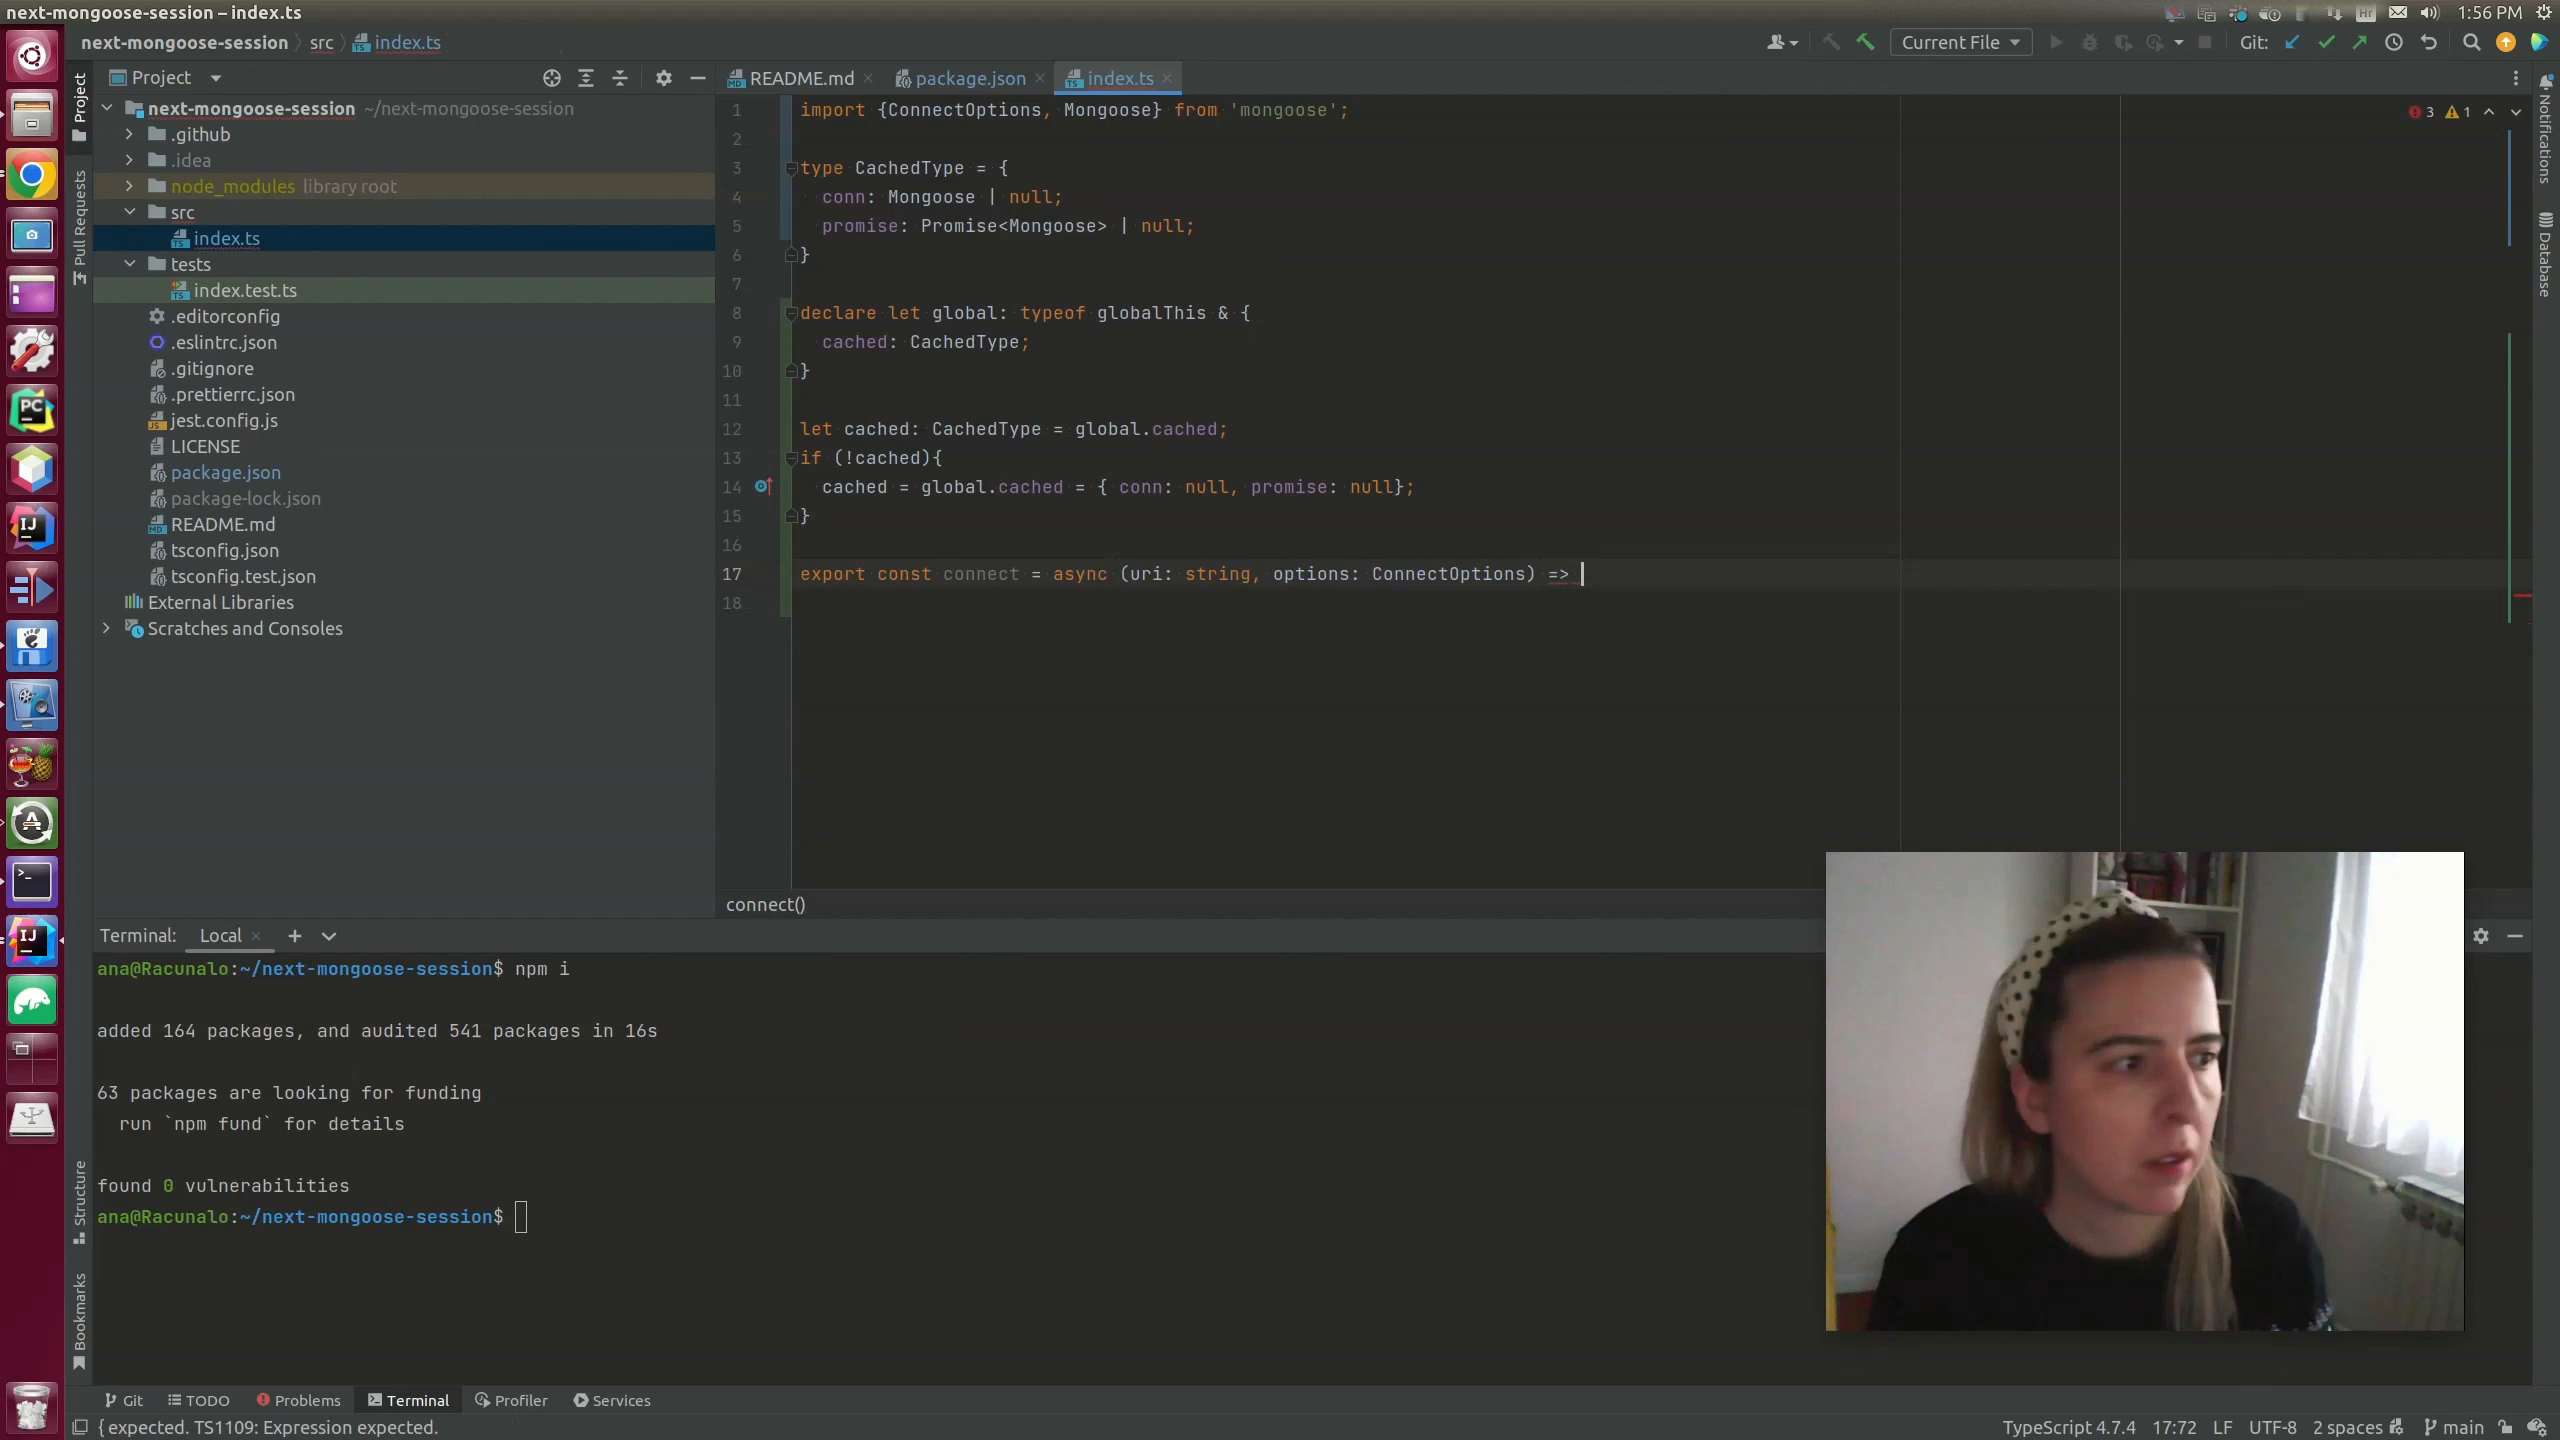 next-mongoose-session – index.ts
Hr
1:56 PM
next-mongoose-session
src
index.ts
Current File
Git:
Project
README.md
package.json
index.ts
Project
Pull Requests
Structure
Bookmarks
Notifications
Database
next-mongoose-session ~/next-mongoose-session
.github
.idea
node_modules library root
src
index.ts
tests
index.test.ts
.editorconfig
.eslintrc.json
.gitignore
.prettierrc.json
jest.config.js
LICENSE
package.json
package-lock.json
README.md
tsconfig.json
tsconfig.test.json
External Libraries
Scratches and Consoles
3 1
1 import {ConnectOptions, Mongoose} from 'mongoose';
2
3 type CachedType = {
4 conn: Mongoose | null;
5 promise: Promise<Mongoose> | null;
6 }
7
8 declare let global: typeof globalThis & {
9 cached: CachedType;
10 }
11
12 let cached: CachedType = global.cached;
13 if (!cached){
14 cached = global.cached = { conn: null, promise: null};
15 }
16
17 export const connect = async (uri: string, options: ConnectOptions) =>
18
connect()
Terminal: Local
ana@Racunalo:~/next-mongoose-session$ npm i
added 164 packages, and audited 541 packages in 16s
63 packages are looking for funding
run `npm fund` for details
found 0 vulnerabilities
ana@Racunalo:~/next-mongoose-session$
Git
TODO
Problems
Terminal
Profiler
Services
{ expected. TS1109: Expression expected.
TypeScript 4.7.4 17:72 LF UTF-8 2 spaces main